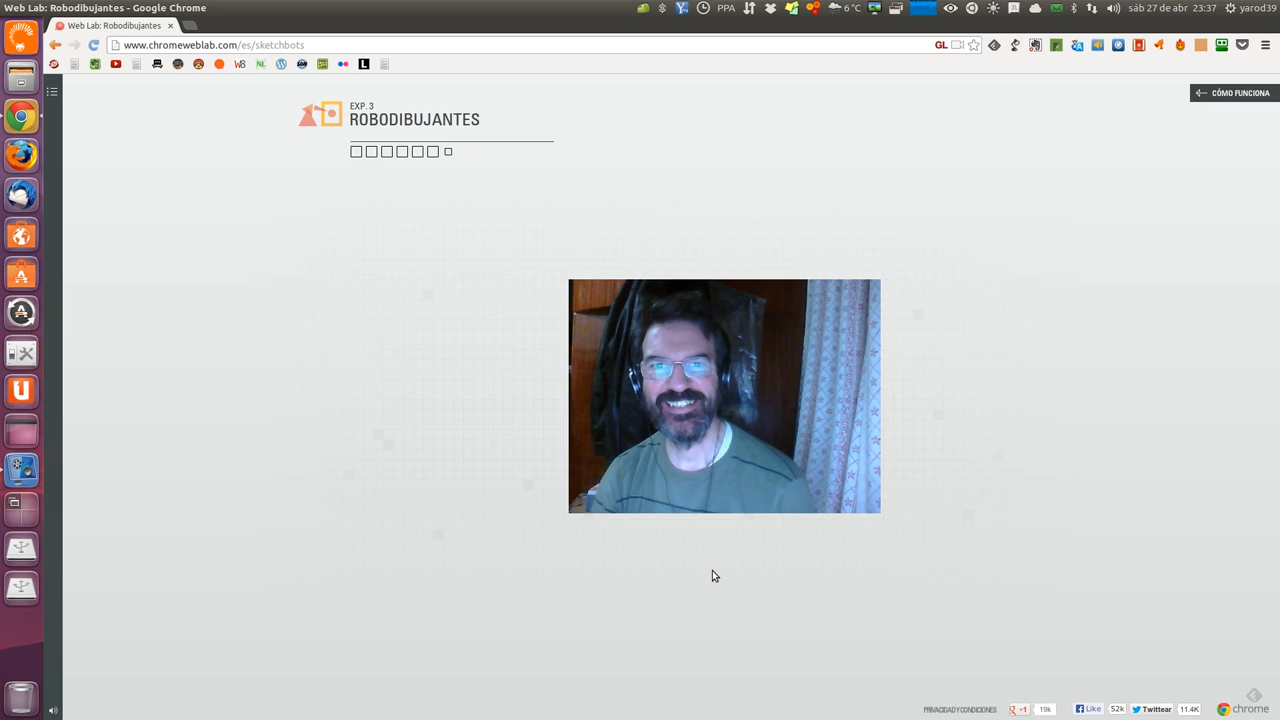 Web Lab: Robodibujantes - Google Chrome
PPA
6°C
sáb 27 de abr
23:37
yarod39
Web Lab: Robodibujantes
www.chromeweblab.com/es/sketchbots
GL
W8
NL
L
CÓMO FUNCIONA
EXP. 3
ROBODIBUJANTES
PRIVACIDAD Y CONDICIONES
+1
19k
Like
52k
Twittear
11.4K
chrome